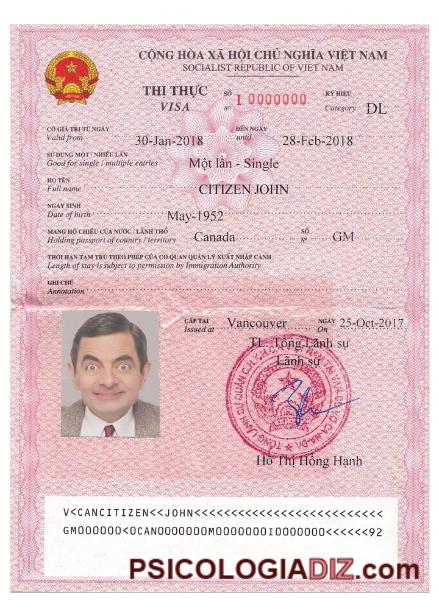 CỘNG HÒA XÃ HỘI CHỦ NGHĨA VIỆT NAM
SOCIALIST REPUBLIC OF VIET NAM
THỊ THỰC SỐ I 0000000 KÝ HIỆU
VISA Nº Category DL
CÓ GIÁ TRỊ TỪ NGÀY ĐẾN NGÀY
Valid from 30-Jan-2018 until 28-Feb-2018
SỬ DỤNG MỘT / NHIỀU LẦN
Good for single / multiple entries Một lần - Single
HỌ TÊN
Full name CITIZEN JOHN
NGÀY SINH
Date of birth May-1952
MANG HỘ CHIẾU CỦA NƯỚC / LÃNH THỔ SỐ
Holding passport of country / territory Canada Nº GM
THỜI HẠN TẠM TRÚ THEO PHÉP CỦA CƠ QUAN QUẢN LÝ XUẤT NHẬP CẢNH
Length of stay is subject to permission by Immigration Authority.
GHI CHÚ
Annotation
CẤP TẠI Vancouver NGÀY 25-Oct-2017
Issued at On
TL. Tổng Lãnh sự
Lãnh sự
Hồ Thị Hồng Hạnh
V<CANCITIZEN<<JOHN<<<<<<<<<<<<<<<<<<<<<<<<<<
GM000000<0CAN0000000M0000000I0000000<<<<<<92
PSICOLOGIADIZ.com